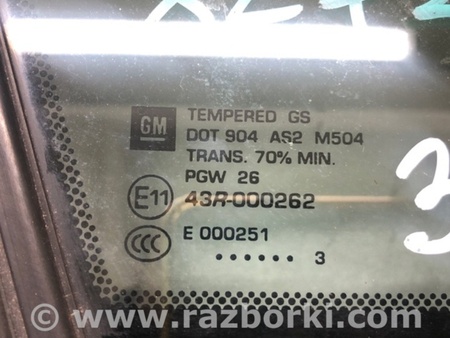 GM
TEMPERED GS
DOT 904 AS2 M504
TRANS. 70% MIN.
PGW 26
E11 43R-000262
CCC E 000251
...... 3
3
www.razborki.com